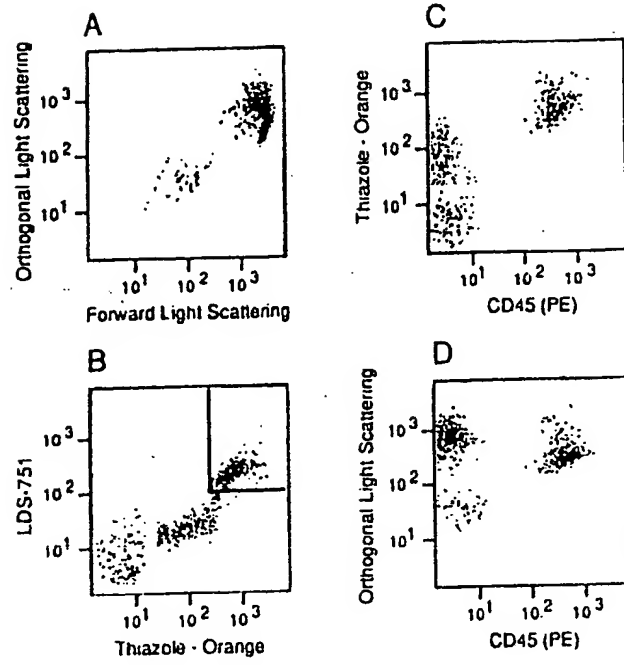 A
Orthogonal Light Scattering
10³
10²
10¹
10¹ 10² 10³
Forward Light Scattering
B
LDS-751
10³
10²
10¹
10¹ 10² 10³
Thiazole - Orange
C
Thiazole - Orange
10³
10²
10¹
10¹ 10² 10³
CD45 (PE)
D
Orthogonal Light Scattering
10³
10²
10¹
10¹ 10.² 10³
CD45 (PE)